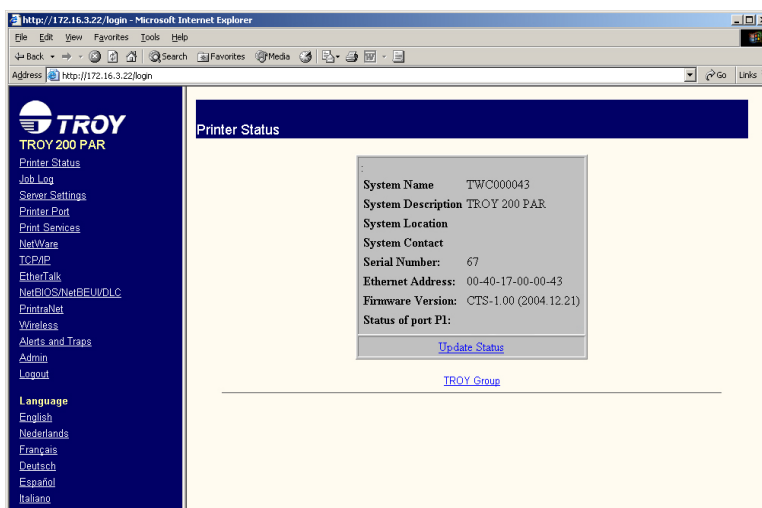 http://172.16.3.22/login - Microsoft Internet Explorer
File Edit View Favorites Tools Help
Back Search Favorites Media
Address http://172.16.3.22/login Go Links
TROY
TROY 200 PAR
Printer Status
Job Log
Server Settings
Printer Port
Print Services
NetWare
TCP/IP
EtherTalk
NetBIOS/NetBEUI/DLC
PrintraNet
Wireless
Alerts and Traps
Admin
Logout
Language
English
Nederlands
Français
Deutsch
Español
Italiano
Printer Status
:
System Name TWC000043
System Description TROY 200 PAR
System Location
System Contact
Serial Number: 67
Ethernet Address: 00-40-17-00-00-43
Firmware Version: CTS-1.00 (2004.12.21)
Status of port P1:
Update Status
TROY Group